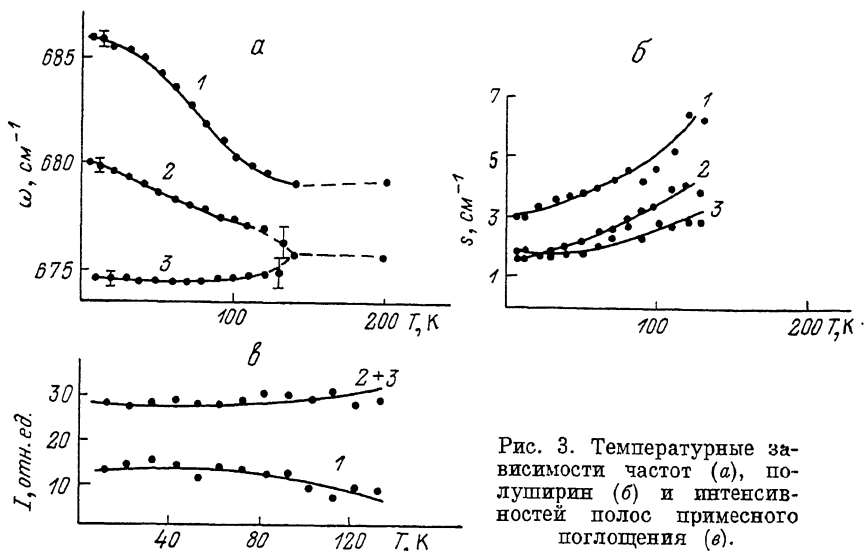 а
685
680
675
ω, см⁻¹
1
2
3
100
200 T, K
б
7
5
3
1
s, см⁻¹
1
2
3
100
200 T, K
в
30
20
10
I, отн. ед.
2+3
1
40
80
120
T, K
Рис. 3. Температурные за-
висимости частот (а), по-
луширин (б) и интенсив-
ностей полос примесного
поглощения (в).